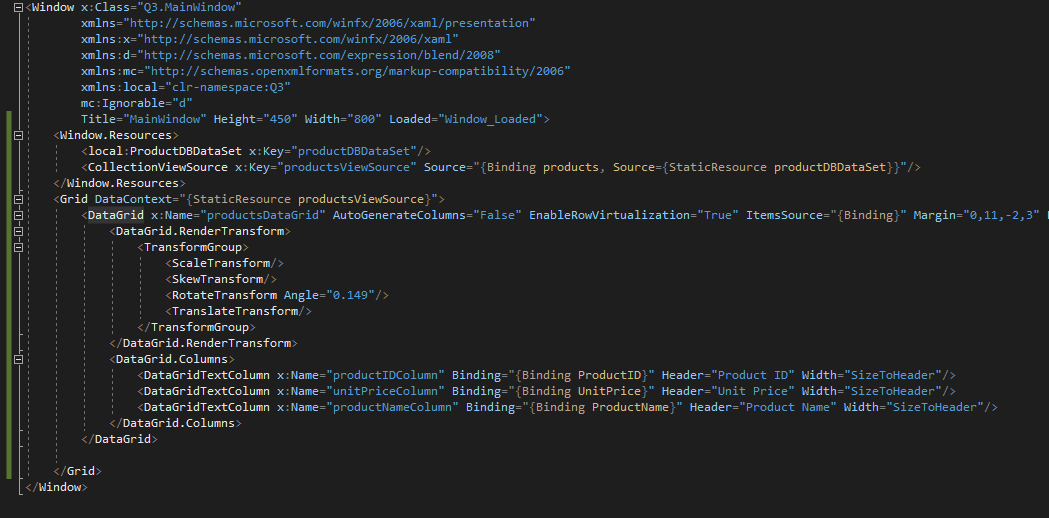 <Window x:Class="Q3.MainWindow"
xmlns="http://schemas.microsoft.com/winfx/2006/xaml/presentation"
xmlns:x="http://schemas.microsoft.com/winfx/2006/xaml"
xmlns:d="http://schemas.microsoft.com/expression/blend/2008"
xmlns:mc="http://schemas.openxmlformats.org/markup-compatibility/2006"
xmlns:local="clr-namespace:Q3"
mc:Ignorable="d"
Title="MainWindow" Height="450" Width="800" Loaded="Window_Loaded">
<Window.Resources>
<local:ProductDBDataSet x:Key="productDBDataSet"/>
<CollectionViewSource x:Key="productsViewSource" Source="{Binding products, Source={StaticResource productDBDataSet}}"/>
</Window.Resources>
<Grid DataContext="{StaticResource productsViewSource}">
<DataGrid x:Name="productsDataGrid" AutoGenerateColumns="False" EnableRowVirtualization="True" ItemsSource="{Binding}" Margin="0,11,-2,3"
<DataGrid.RenderTransform>
<TransformGroup>
<ScaleTransform/>
<SkewTransform/>
<RotateTransform Angle="0.149"/>
<TranslateTransform/>
</TransformGroup>
</DataGrid.RenderTransform>
<DataGrid.Columns>
<DataGridTextColumn x:Name="productIDColumn" Binding="{Binding ProductID}" Header="Product ID" Width="SizeToHeader"/>
<DataGridTextColumn x:Name="unitPriceColumn" Binding="{Binding UnitPrice}" Header="Unit Price" Width="SizeToHeader"/>
<DataGridTextColumn x:Name="productNameColumn" Binding="{Binding ProductName}" Header="Product Name" Width="SizeToHeader"/>
</DataGrid.Columns>
</DataGrid>
</Grid>
</Window>